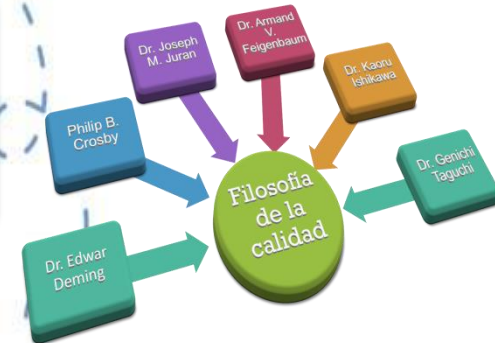 Dr. Joseph
M. Juran
Dr. Armand
V.
Feigenbaum
Dr. Kaoru
Ishikawa
Philip B.
Crosby
Dr. Genichi
Taguchi
Filosofia
de la
calidad
Dr. Edwar
Deming